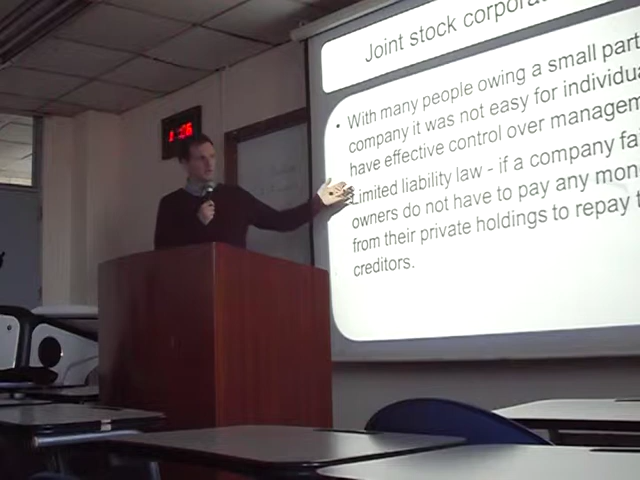 Joint stock corpora
• With many people owing a small part
company it was not easy for individua
have effective control over managem
Limited liability law - if a company fa
owners do not have to pay any mon
from their private holdings to repay t
creditors.